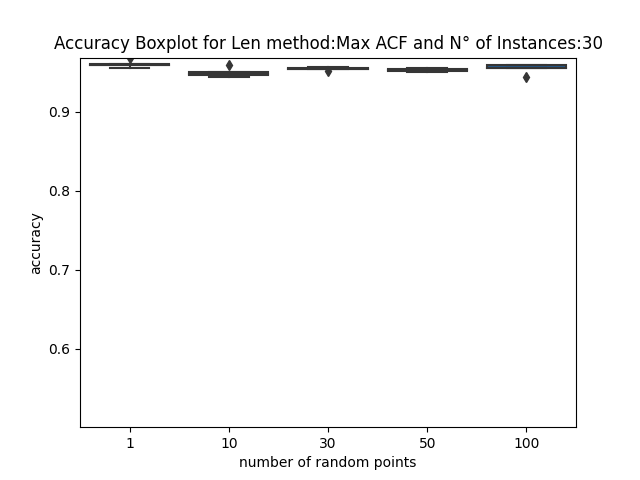 Accuracy Boxplot for Len method:Max ACF and N° of Instances:30
accuracy
0.9
0.8
0.7
0.6
1 10 30 50 100
number of random points